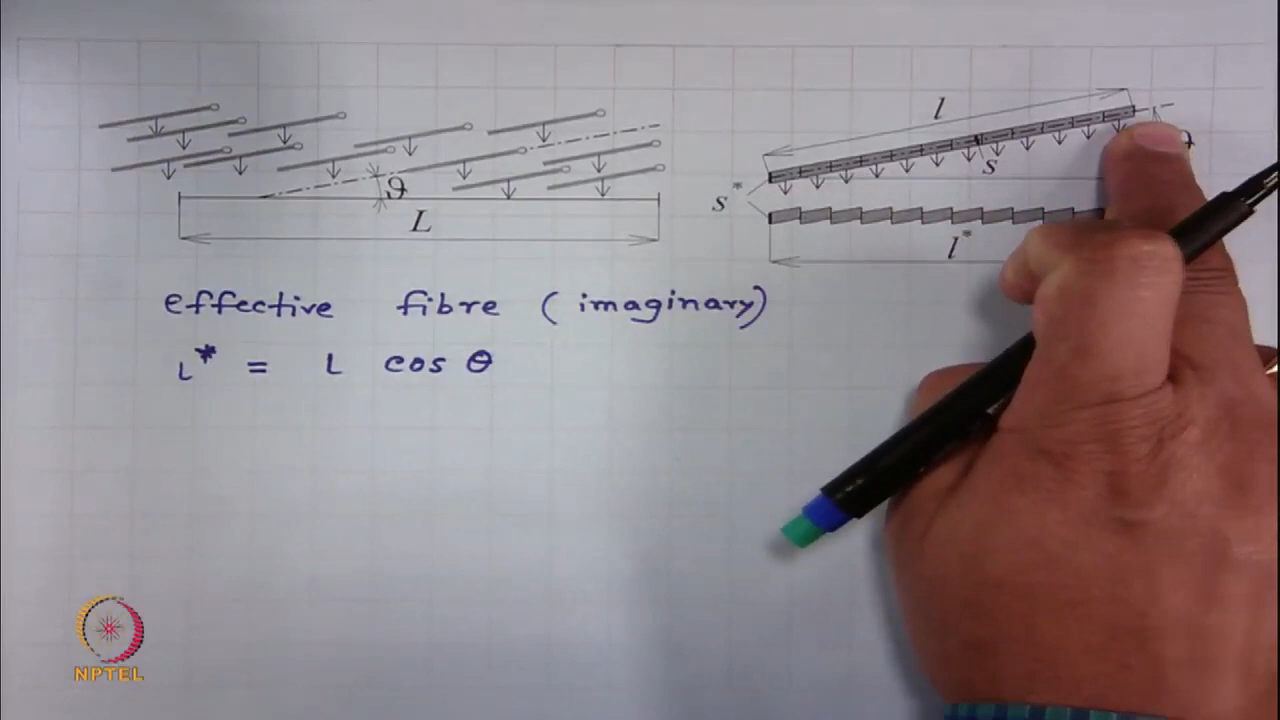 l
s
s*
ϑ
L
l*
effective fibre (imaginary)
l* = l cos θ
NPTEL